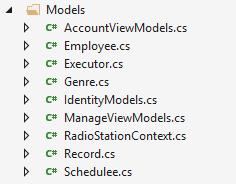 Models
C# AccountViewModels.cs
C# Employee.cs
C# Executor.cs
C# Genre.cs
C# IdentityModels.cs
C# ManageViewModels.cs
C# RadioStationContext.cs
C# Record.cs
C# Schedulee.cs